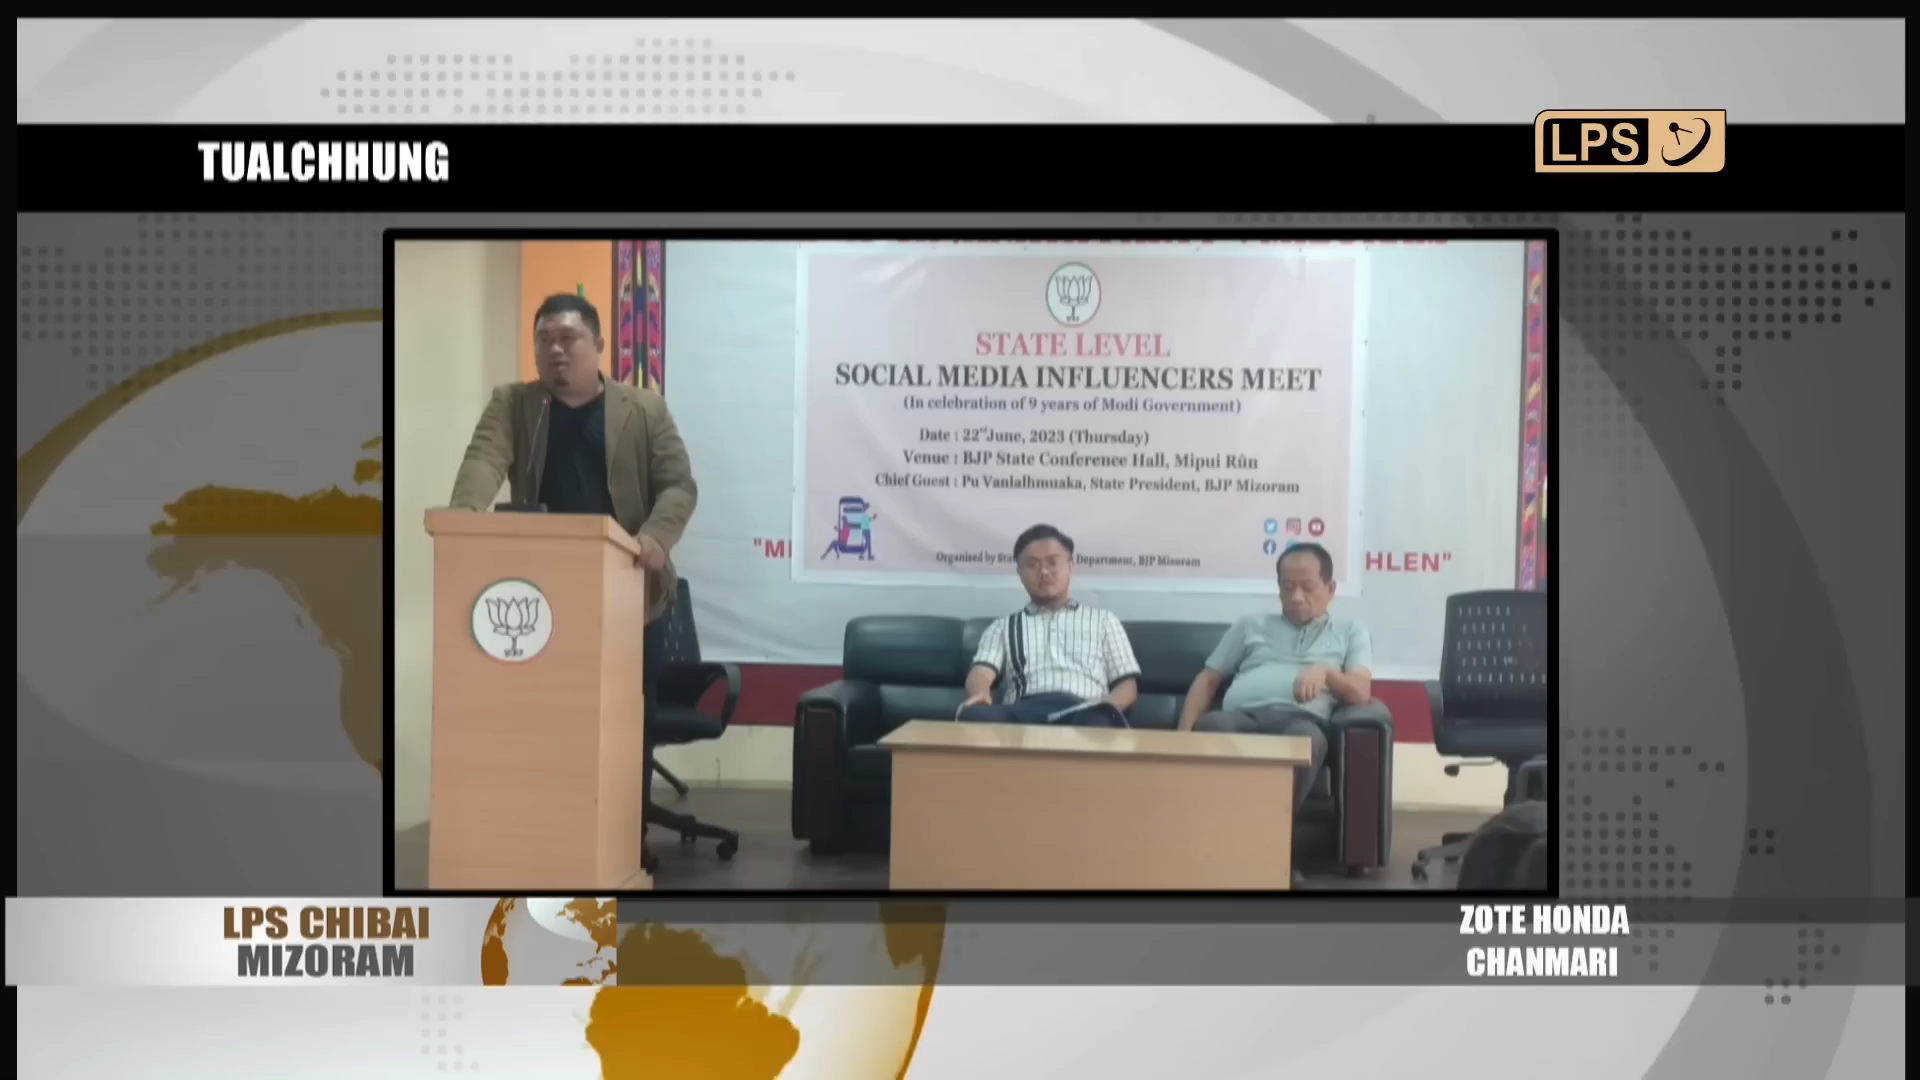 TUALCHHUNG
LPS
STATE LEVEL
SOCIAL MEDIA INFLUENCERS MEET
(In celebration of 9 years of Modi Government)
Date : 22nd June, 2023 (Thursday)
Venue : BJP State Conference Hall, Mipui Rûn
Chief Guest : Pu Vanlalhmuaka, State President, BJP Mizoram
Organised by Department, BJP Mizoram
HLEN"
LPS CHIBAI
MIZORAM
ZOTE HONDA
CHANMARI